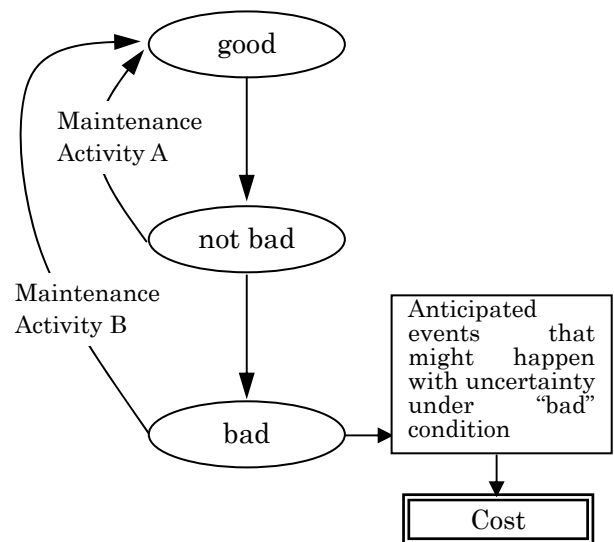 good
Maintenance
Activity A
not bad
Maintenance
Activity B
Anticipated
events that
might happen
with uncertainty
under “bad”
condition
bad
Cost